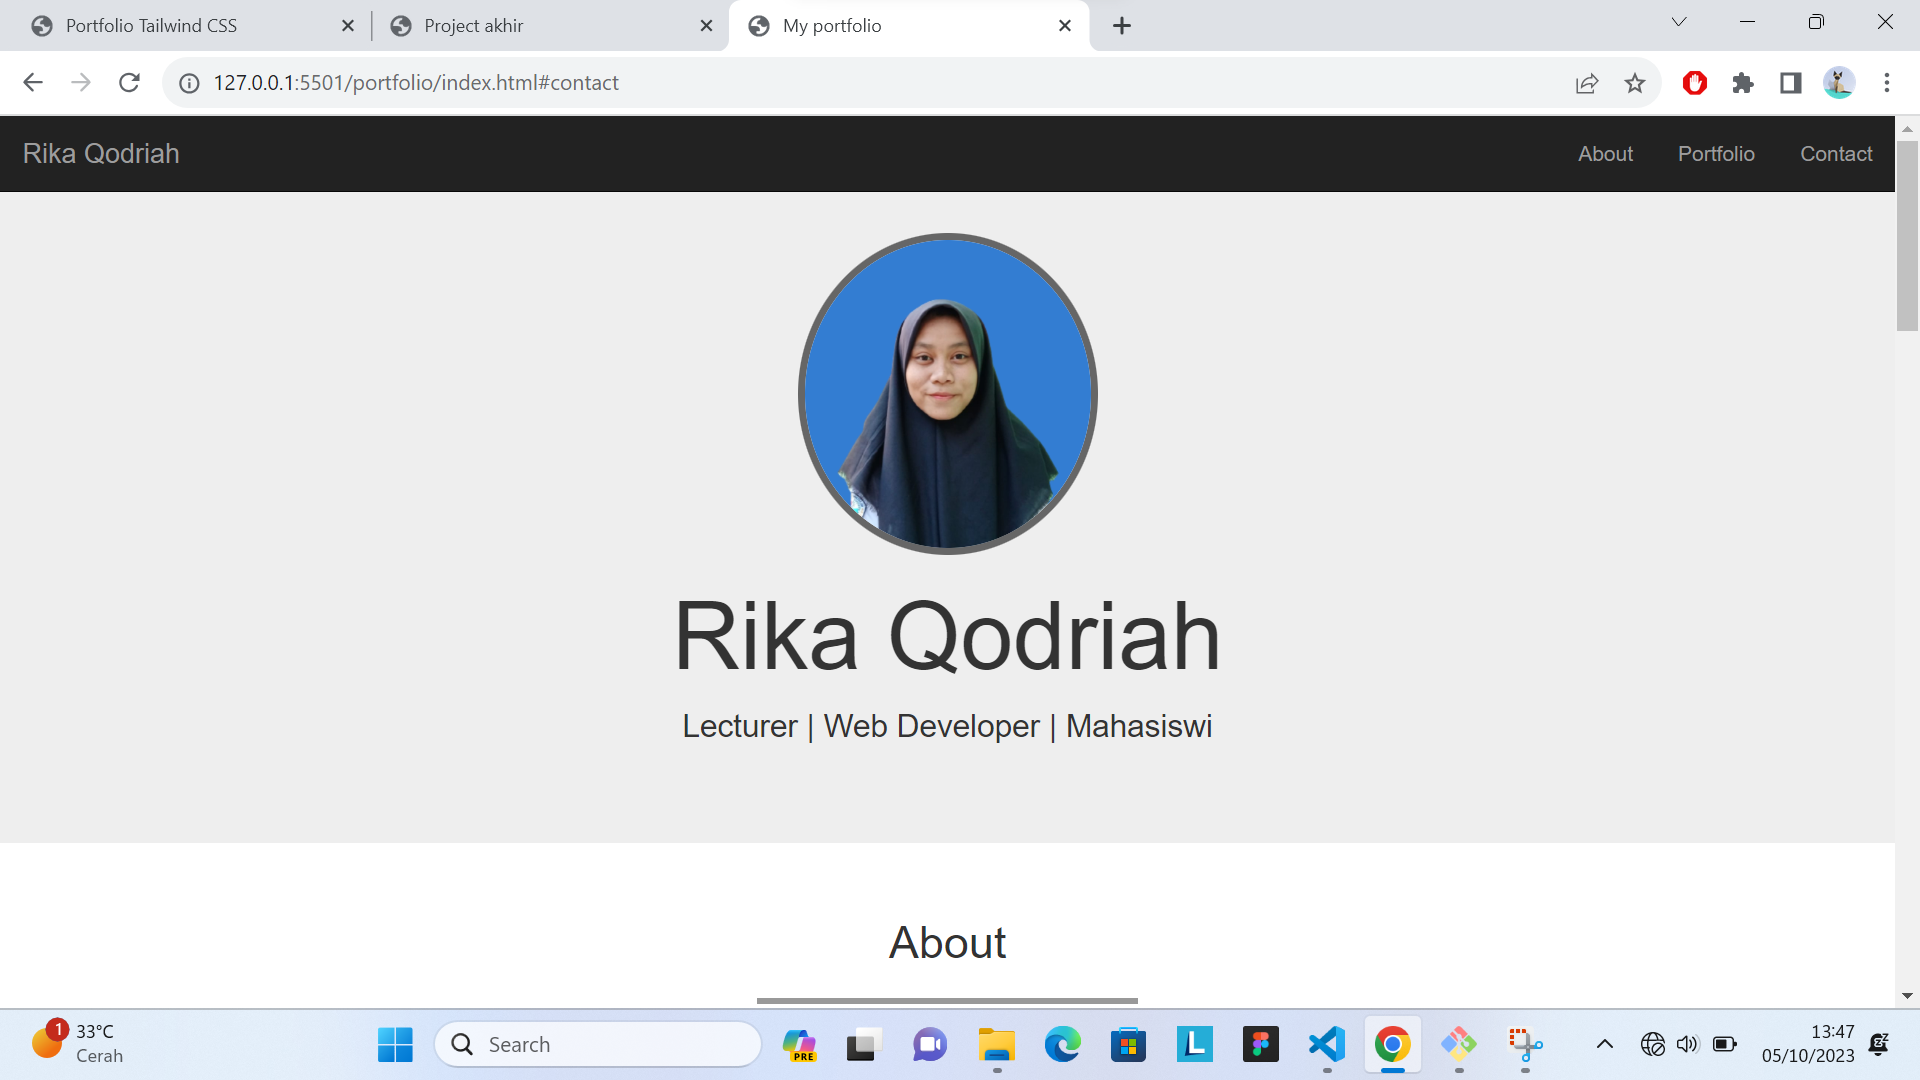 Portfolio Tailwind CSS
Project akhir
My portfolio
127.0.0.1:5501/portfolio/index.html#contact
Rika Qodriah
About
Portfolio
Contact
Rika Qodriah
Lecturer | Web Developer | Mahasiswi
About
1
33°C
Cerah
Search
PRE
L
13:47
05/10/2023